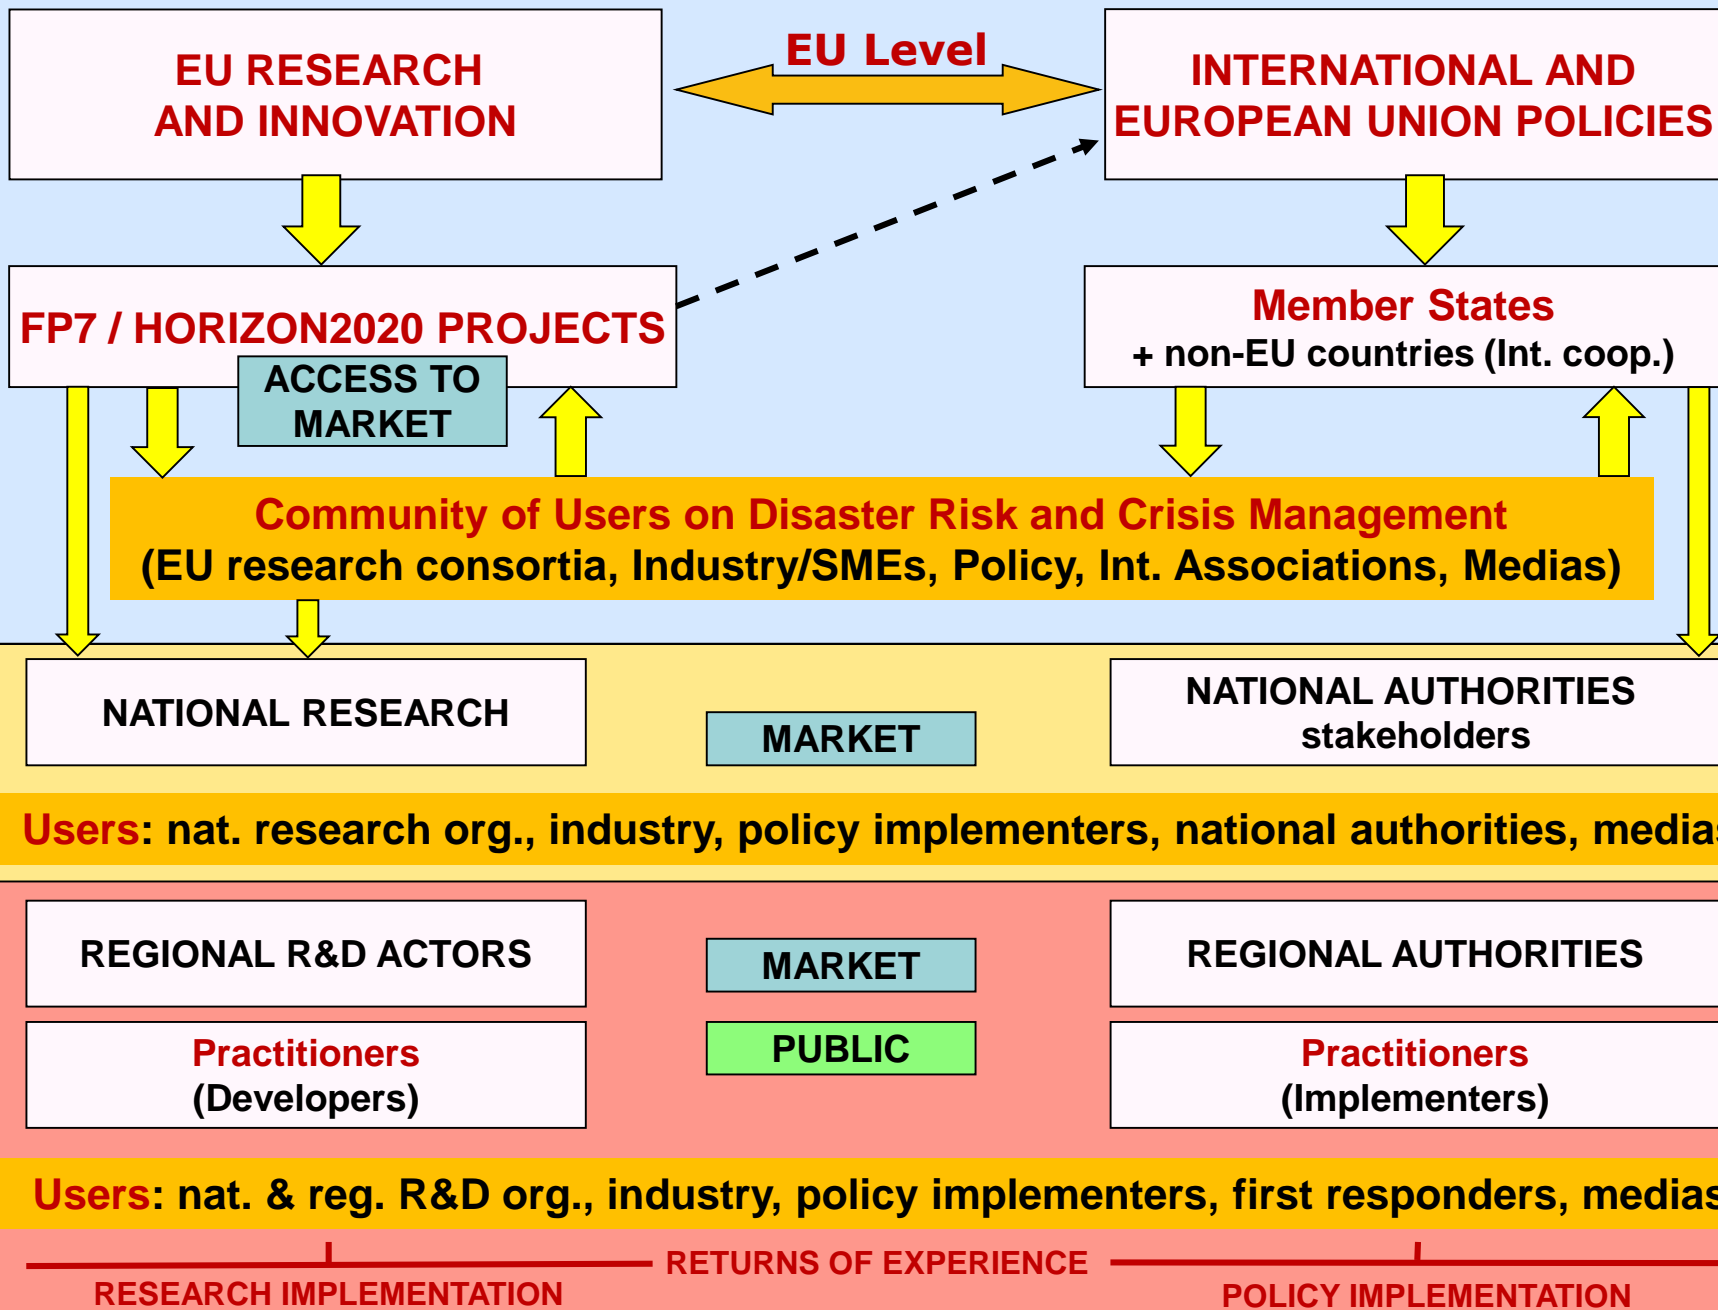 EU RESEARCH
AND INNOVATION
EU Level
INTERNATIONAL AND
EUROPEAN UNION POLICIES
FP7 / HORIZON2020 PROJECTS
ACCESS TO
MARKET
Member States
+ non-EU countries (Int. coop.)
Community of Users on Disaster Risk and Crisis Management
(EU research consortia, Industry/SMEs, Policy, Int. Associations, Medias)
NATIONAL RESEARCH
MARKET
NATIONAL AUTHORITIES
stakeholders
Users: nat. research org., industry, policy implementers, national authorities, medias
REGIONAL R&D ACTORS
MARKET
REGIONAL AUTHORITIES
Practitioners
(Developers)
PUBLIC
Practitioners
(Implementers)
Users: nat. & reg. R&D org., industry, policy implementers, first responders, medias
RETURNS OF EXPERIENCE
RESEARCH IMPLEMENTATION
POLICY IMPLEMENTATION